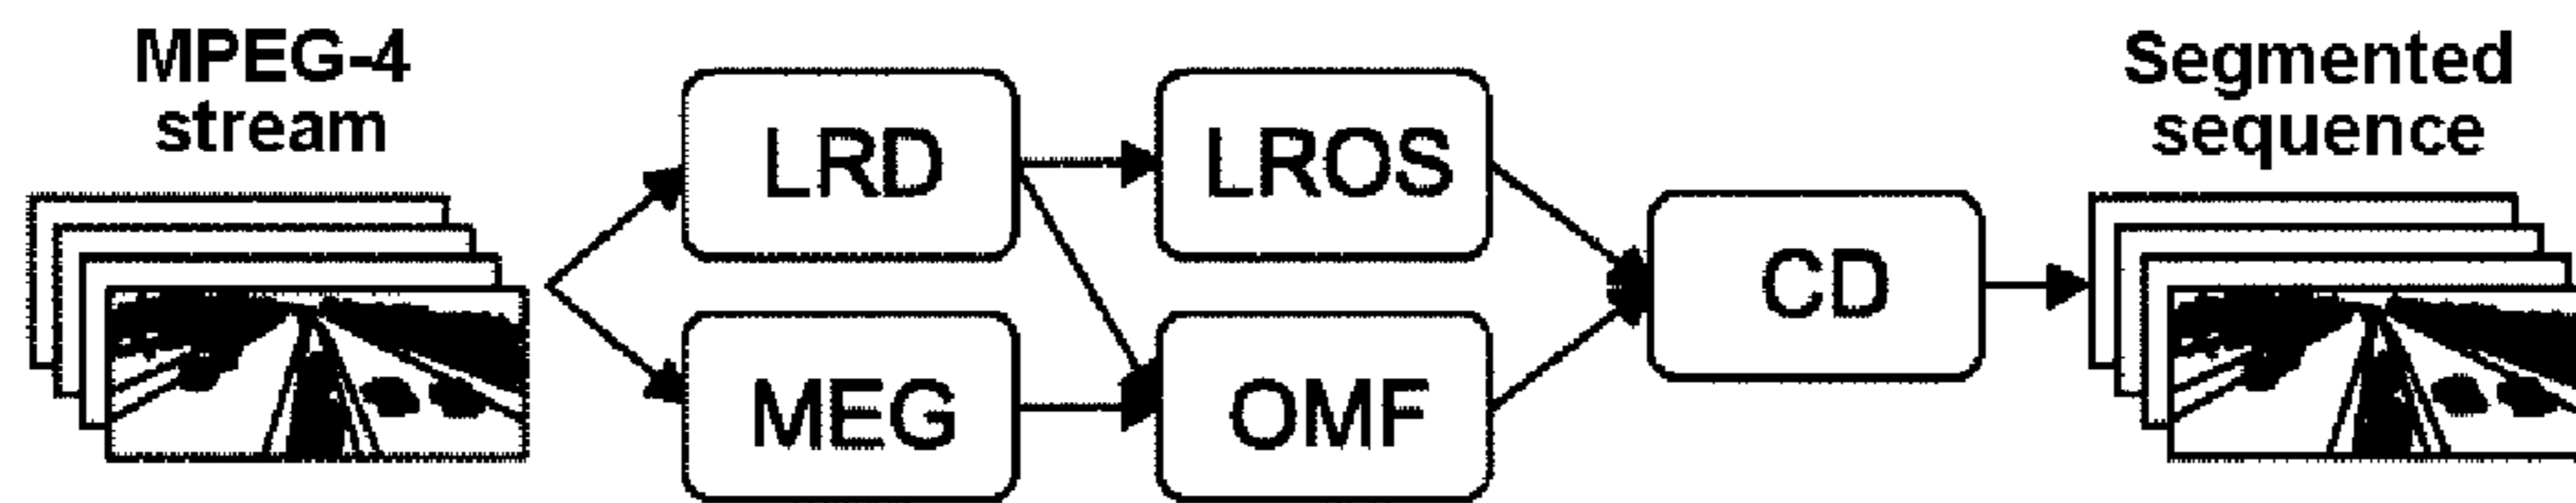 MPEG-4
stream
LRD
LROS
MEG
OMF
CD
Segmented
sequence